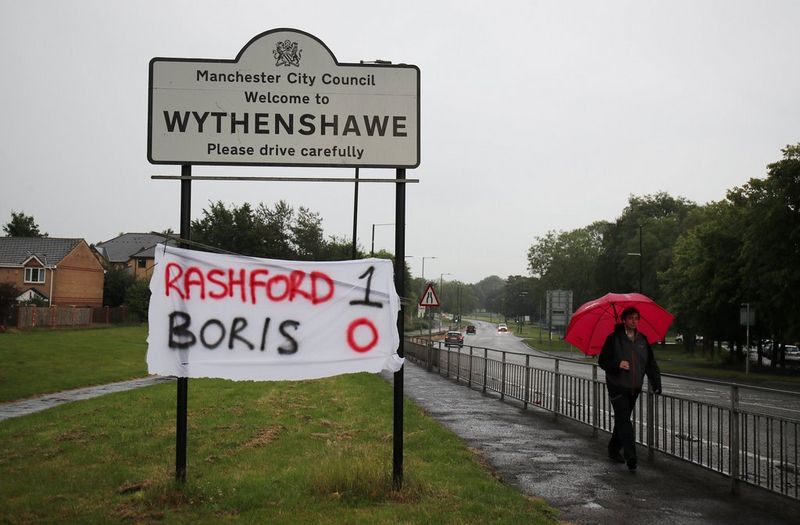 Manchester City Council
Welcome to
WYTHENSHAWE
Please drive carefully
RASHFORD 1
BORIS 0